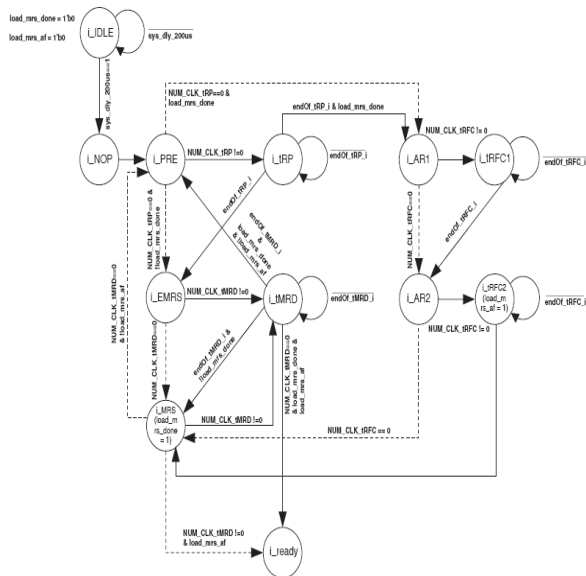 load_mrs_done = 1'b0
load_mrs_af = 1'b0
i_IDLE
sys_dly_200us
sys_dly_200us==1
NUM_CLK_tRP==0 &
load_mrs_done
endOf_tRP_i & load_mrs_done
i_NOP
i_PRE
NUM_CLK_tRP !=0
i_tRP
endOf_tRP_i
i_AR1
NUM_CLK_tRFC != 0
i_tRFC1
endOf_tRFC_i
NUM_CLK_tRP==0 &
!load_mrs_done
endOf_tRP_i
endOf_tMRD_i
&
load_mrs_done
& !load_mrs_af
NUM_CLK_tRFC==0
endOf_tRFC_i
NUM_CLK_tMRD==0
& !load_mrs_af
i_EMRS
NUM_CLK_tMRD !=0
i_tMRD
endOf_tMRD_i
i_AR2
NUM_CLK_tRFC != 0
i_tRFC2
(load_m
rs_af = 1)
endOf_tRFC_i
NUM_CLK_tMRD==0
endOf_tMRD_i &
!load_mrs_done
NUM_CLK_tMRD==0
& load_mrs_done &
load_mrs_af
i_MRS
(load_m
rs_done
= 1)
NUM_CLK_tMRD !=0
NUM_CLK_tRFC == 0
NUM_CLK_tMRD !=0
& load_mrs_af
i_ready